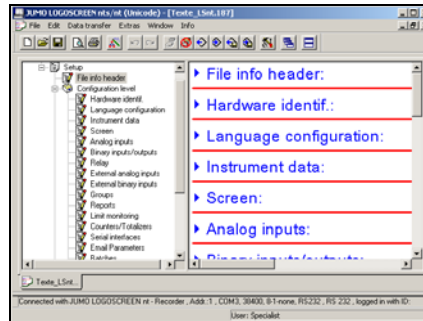 JUMO LOGOSCREEN nts/nt (Unicode) - [Texte_LSnt.187]
File Edit Data transfer Extras Window Info
Setup
File info header
Configuration level
Hardware identif.
Language configuration
Instrument data
Screen
Analog inputs
Binary inputs/outputs
Relay
External analog inputs
External binary inputs
Groups
Reports
Limit monitoring
Counters/Totalizers
Serial interfaces
Email Parameters
Batches
File info header:
Hardware identif.:
Language configuration:
Instrument data:
Screen:
Analog inputs:
Binary inputs/outputs:
Texte_LSnt...
Connected with JUMO LOGOSCREEN nt - Recorder , Addr.:1 , COM3, 38400, 8-1-none, RS232 , RS 232 , logged in with ID:
User: Specialist